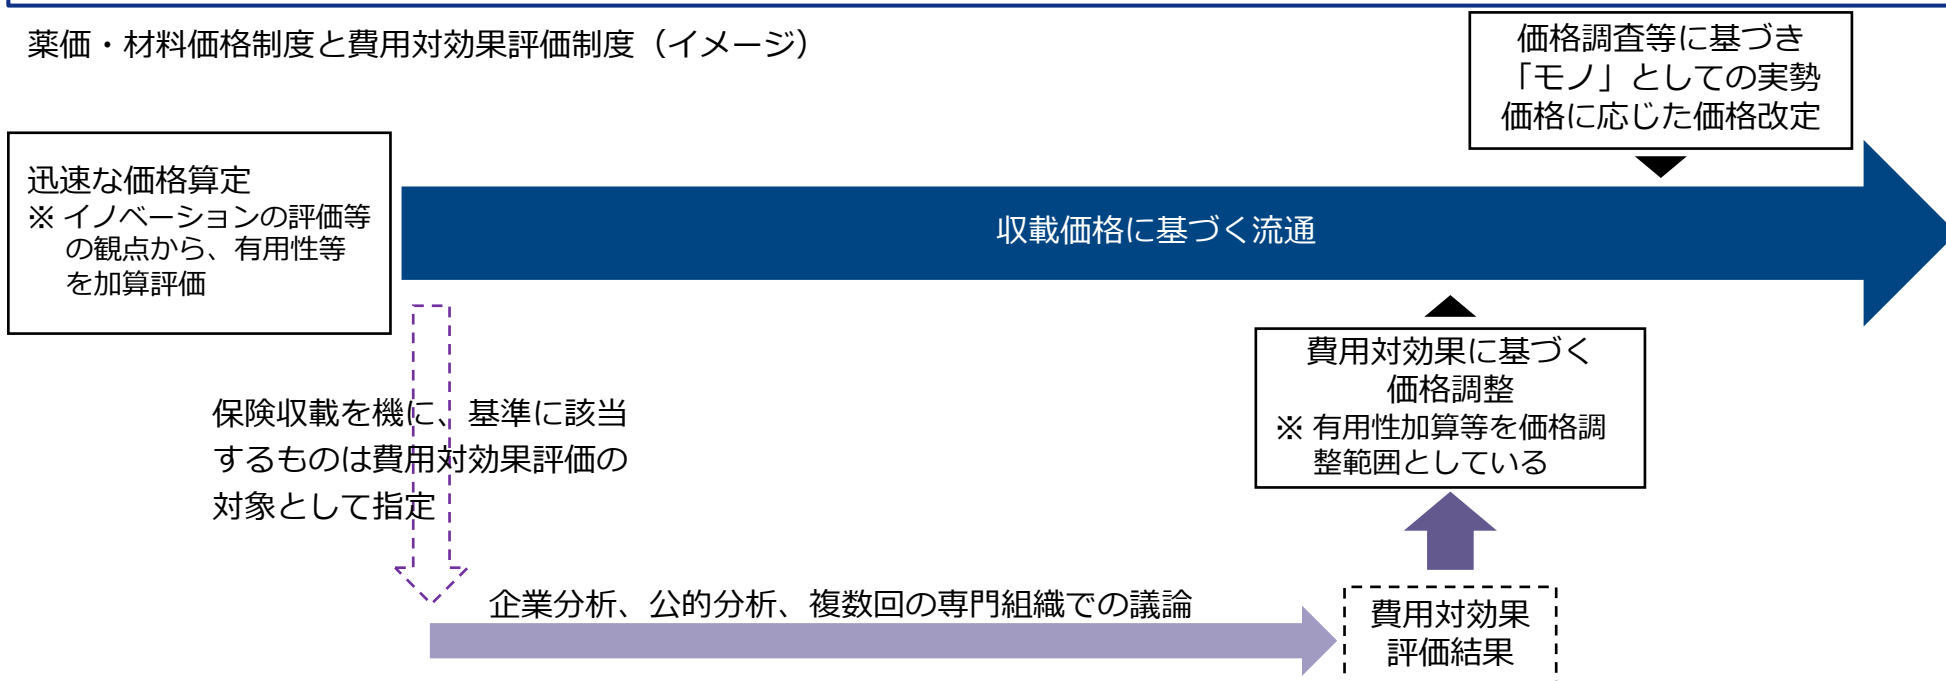 薬価・材料価格制度と費用対効果評価制度（イメージ）
価格調査等に基づき
「モノ」としての実勢
価格に応じた価格改定
迅速な価格算定
※ イノベーションの評価等
の観点から、有用性等
を加算評価
収載価格に基づく流通
保険収載を機に、基準に該当
するものは費用対効果評価の
対象として指定
費用対効果に基づく
価格調整
※ 有用性加算等を価格調
整範囲としている
企業分析、公的分析、複数回の専門組織での議論
費用対効果
評価結果